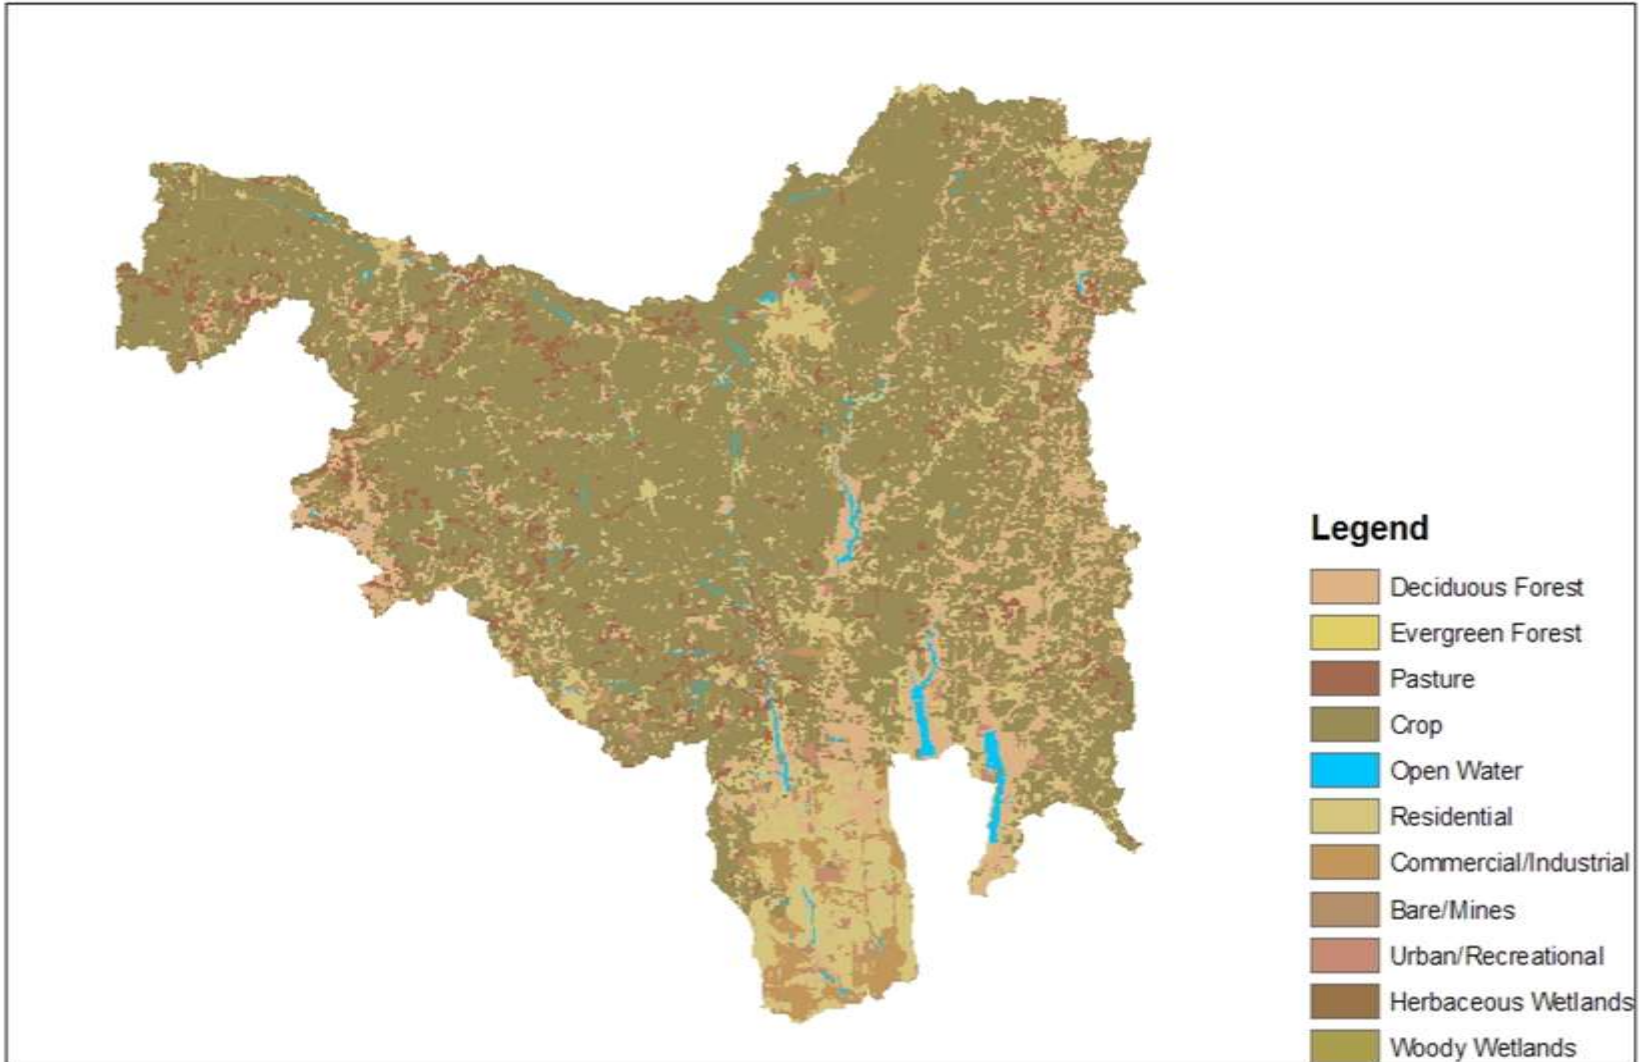 Legend
Deciduous Forest
Evergreen Forest
Pasture
Crop
Open Water
Residential
Commercial/Industrial
Bare/Mines
Urban/Recreational
Herbaceous Wetlands
Woody Wetlands